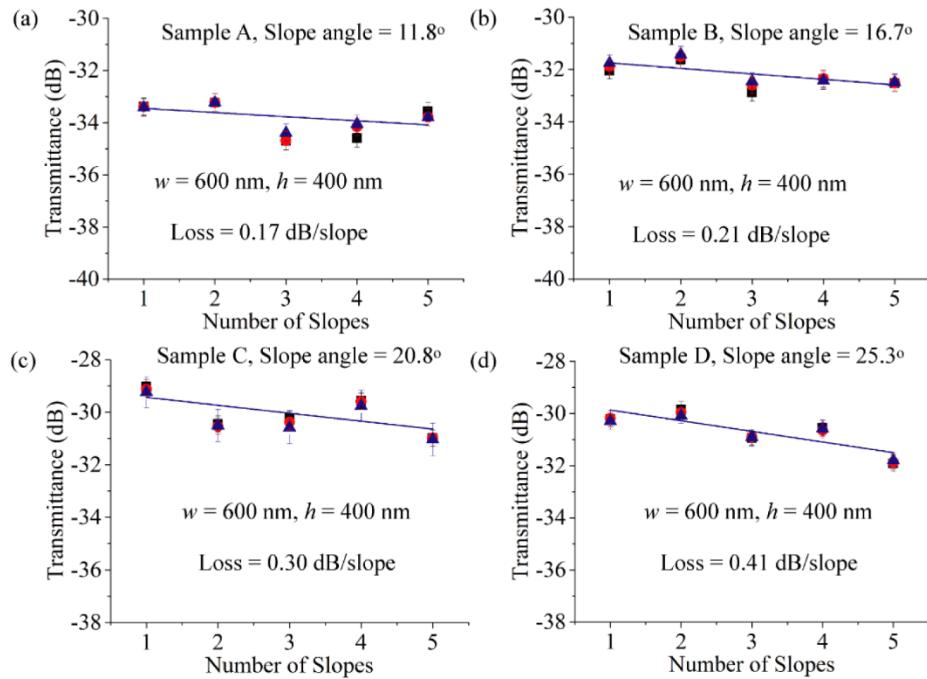 (a)
Sample A, Slope angle = 11.8°
-30
-32
-34
-36
-38
-40
Transmittance (dB)
w = 600 nm, h = 400 nm
Loss = 0.17 dB/slope
1 2 3 4 5
Number of Slopes
(b)
Sample B, Slope angle = 16.7°
-30
-32
-34
-36
-38
-40
Transmittance (dB)
w = 600 nm, h = 400 nm
Loss = 0.21 dB/slope
1 2 3 4 5
Number of Slopes
(c)
Sample C, Slope angle = 20.8°
-28
-30
-32
-34
-36
-38
Transmittance (dB)
w = 600 nm, h = 400 nm
Loss = 0.30 dB/slope
1 2 3 4 5
Number of Slopes
(d)
Sample D, Slope angle = 25.3°
-28
-30
-32
-34
-36
-38
Transmittance (dB)
w = 600 nm, h = 400 nm
Loss = 0.41 dB/slope
1 2 3 4 5
Number of Slopes